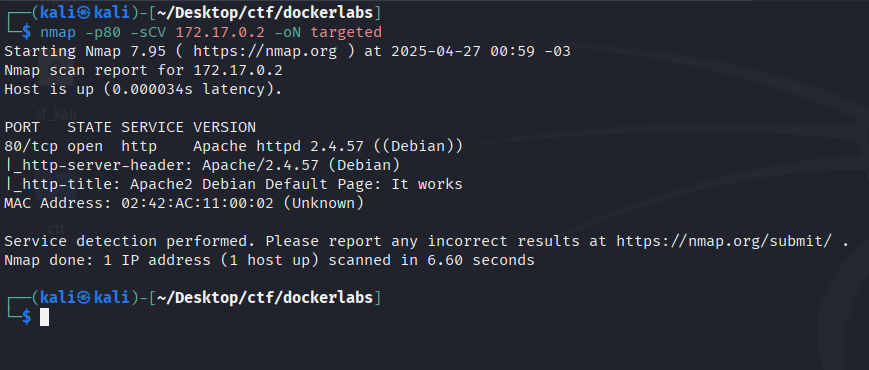 ┌──(kali㉿kali)-[~/Desktop/ctf/dockerlabs]
└─$ nmap -p80 -sCV 172.17.0.2 -oN targeted
Starting Nmap 7.95 ( https://nmap.org ) at 2025-04-27 00:59 -03
Nmap scan report for 172.17.0.2
Host is up (0.000034s latency).
sf_kali
PORT   STATE SERVICE VERSION
80/tcp open  http    Apache httpd 2.4.57 ((Debian))
|_http-server-header: Apache/2.4.57 (Debian)
|_http-title: Apache2 Debian Default Page: It works
MAC Address: 02:42:AC:11:00:02 (Unknown)
ctf
Service detection performed. Please report any incorrect results at https://nmap.org/submit/ .
Nmap done: 1 IP address (1 host up) scanned in 6.60 seconds
┌──(kali㉿kali)-[~/Desktop/ctf/dockerlabs]
└─$